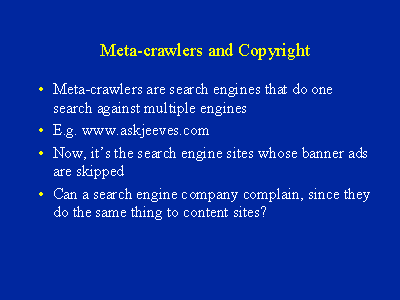 Meta-crawlers and Copyright
• Meta-crawlers are search engines that do one
search against multiple engines
• E.g. www.askjeeves.com
• Now, it's the search engine sites whose banner ads
are skipped
• Can a search engine company complain, since they
do the same thing to content sites?